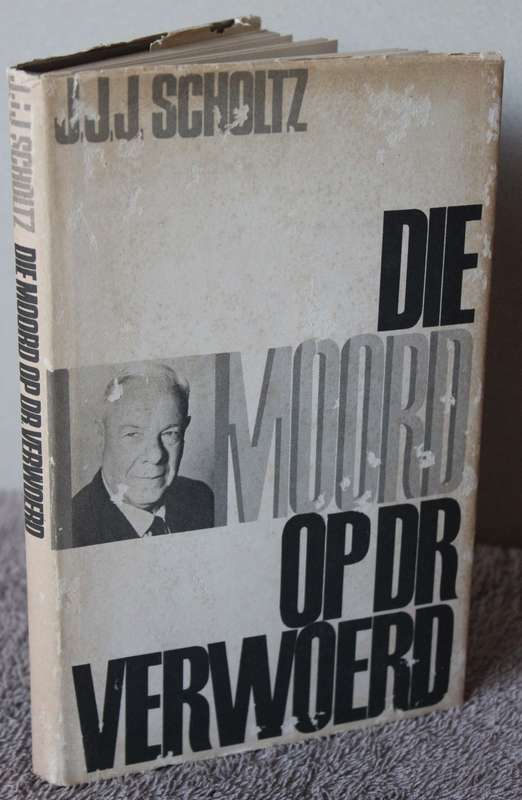 J.J.J. SCHOLTZ
DIE
MOORD
OP DR
VERWOERD
J.J.J. SCHOLTZ DIE MOORD OP DR. VERWOERD